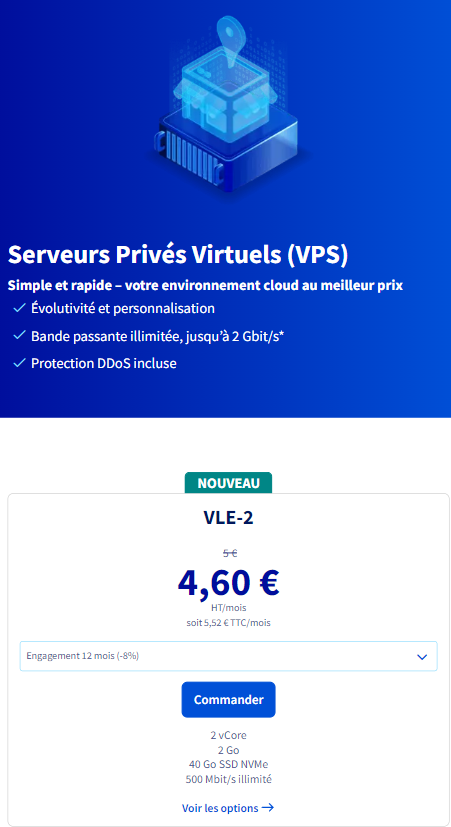 Serveurs Privés Virtuels (VPS)
Simple et rapide – votre environnement cloud au meilleur prix
Évolutivité et personnalisation
Bande passante illimitée, jusqu'à 2 Gbit/s*
Protection DDoS incluse
NOUVEAU
VLE-2
5 €
4,60 €
HT/mois
soit 5,52 € TTC/mois
Engagement 12 mois (-8%)
Commander
2 vCore
2 Go
40 Go SSD NVMe
500 Mbit/s illimité
Voir les options →